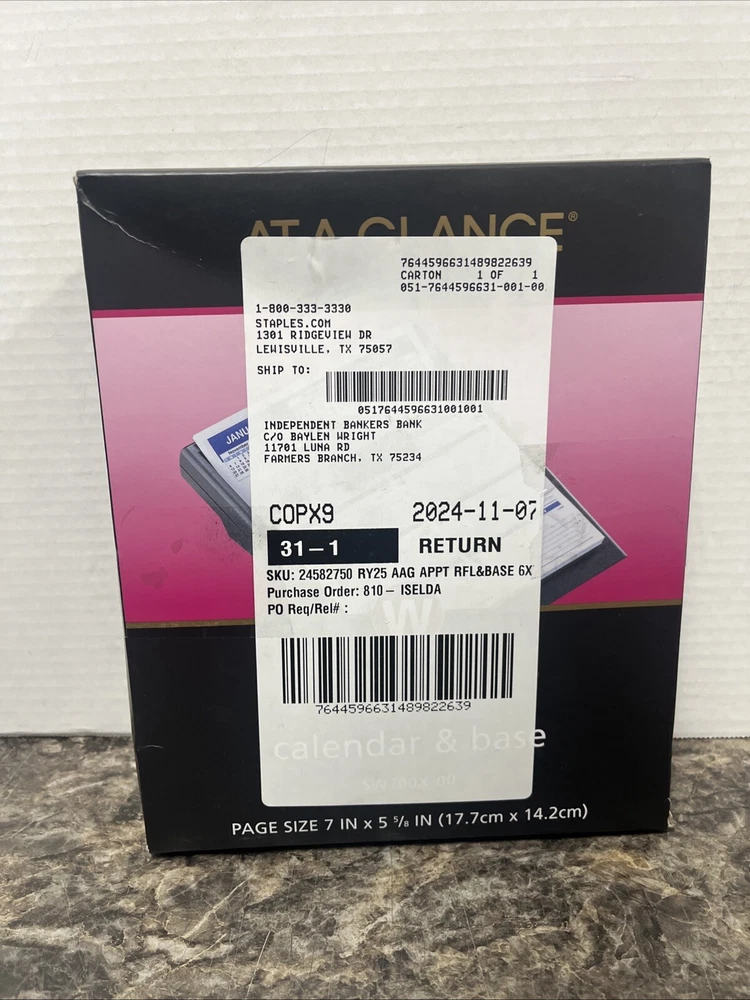 AT-A-GLANCE®
7644596631489822639
CARTON 1 OF 1
051-7644596631-001-00
1-800-333-3330
STAPLES.COM
1301 RIDGEVIEW DR
LEWISVILLE, TX 75057
SHIP TO:
051764459663​1001001
INDEPENDENT BANKERS BANK
C/O BAYLEN WRIGHT
11701 LUNA RD
FARMERS BRANCH, TX 75234
COPX9 2024-11-07
31-1 RETURN
SKU: 24582750 RY25 AAG APPT RFL&BASE 6X
Purchase Order: 810 - ISELDA
PO Req/Rel# :
W
7644596631489822639
calendar & base
PAGE SIZE 7 IN x 5 5/8 IN (17.7cm x 14.2cm)